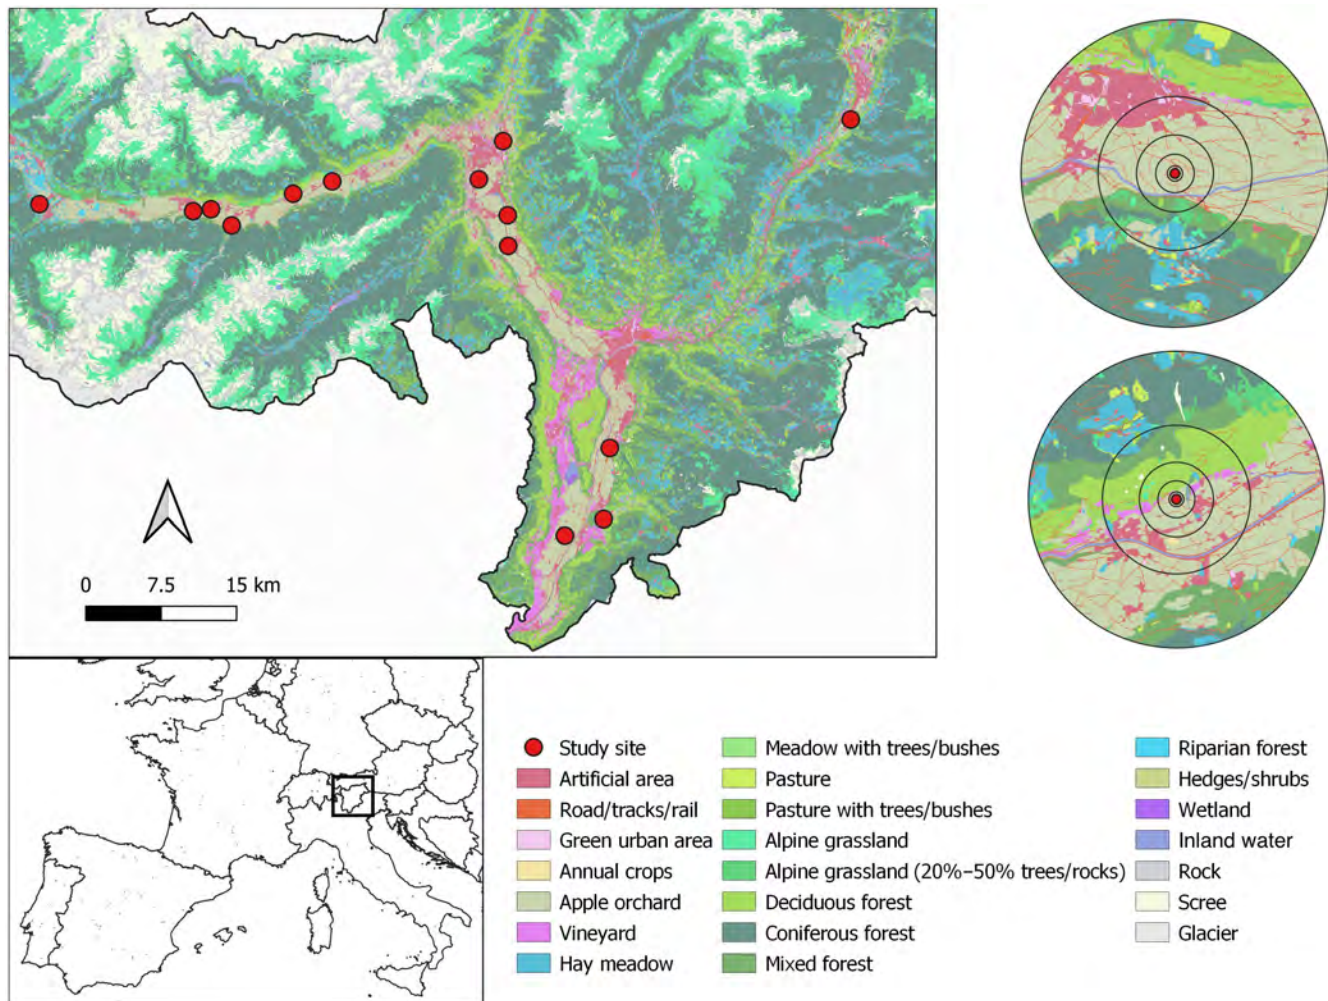 0 7.5 15 km
Study site
Artificial area
Road/tracks/rail
Green urban area
Annual crops
Apple orchard
Vineyard
Hay meadow
Meadow with trees/bushes
Pasture
Pasture with trees/bushes
Alpine grassland
Alpine grassland (20%–50% trees/rocks)
Deciduous forest
Coniferous forest
Mixed forest
Riparian forest
Hedges/shrubs
Wetland
Inland water
Rock
Scree
Glacier